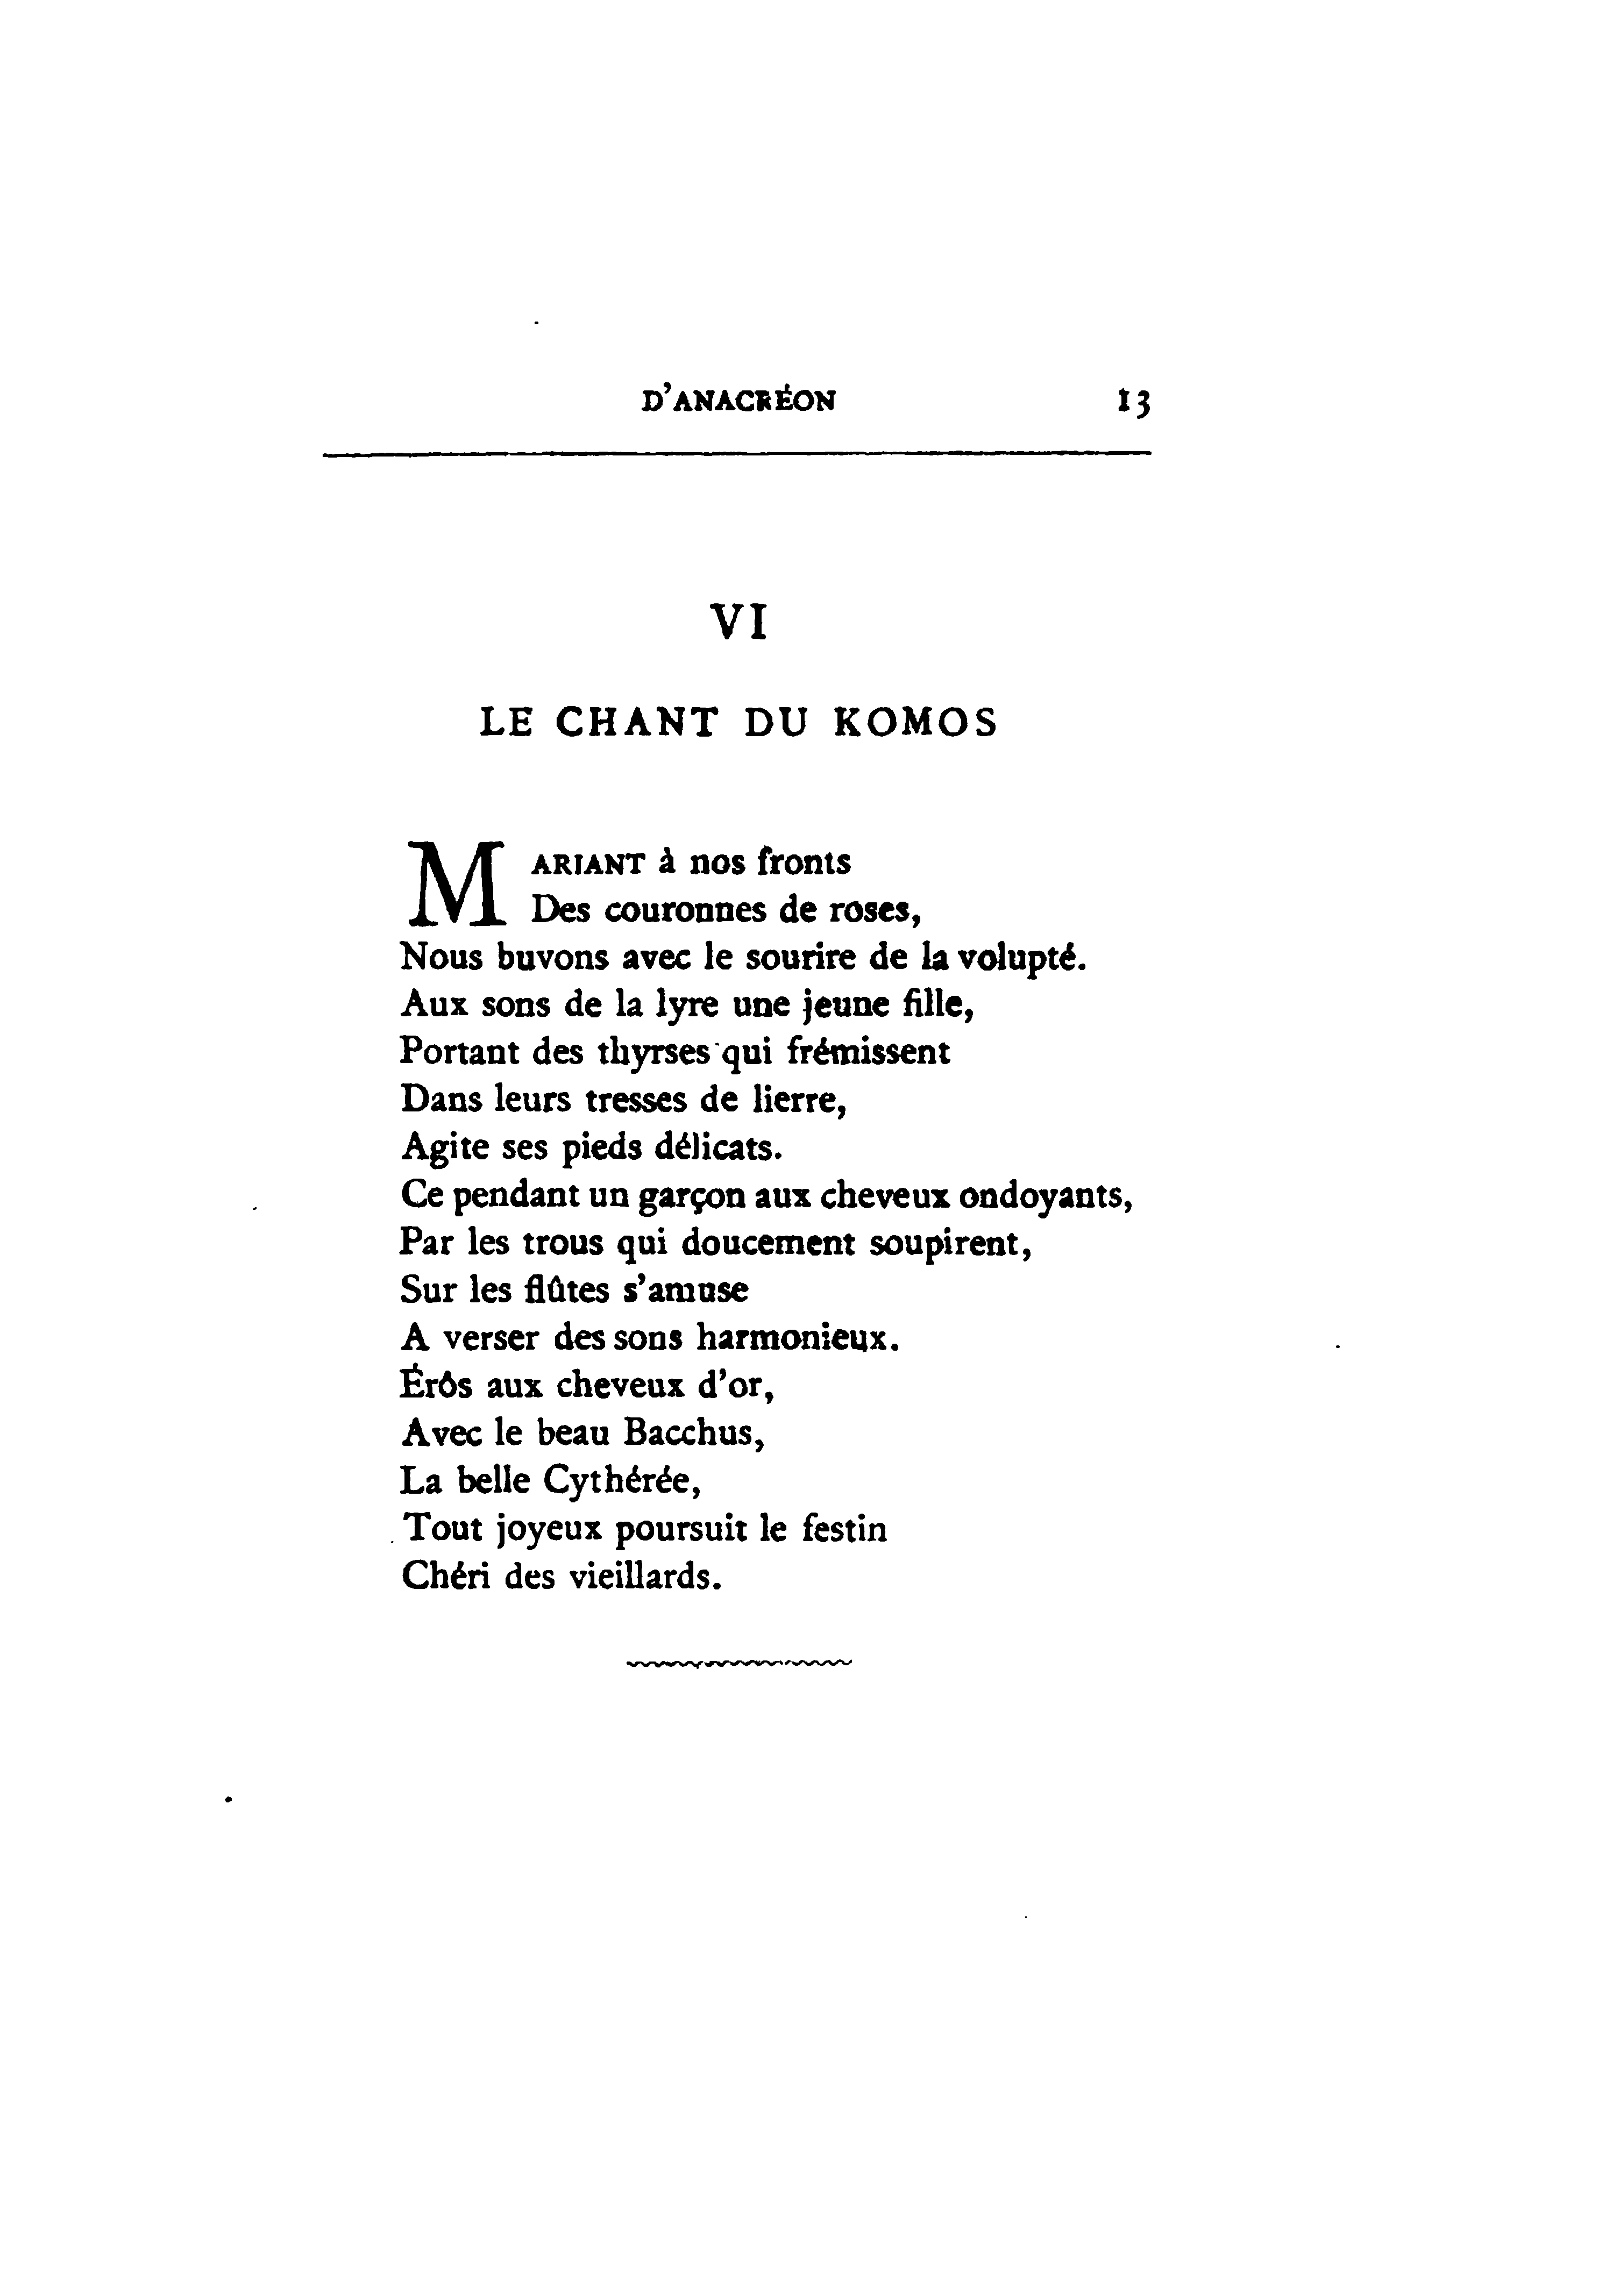 D'ANACRÉON 13
VI
LE CHANT DU KOMOS
MARIANT à nos fronts
Des couronnes de roses,
Nous buvons avec le sourire de la volupté.
Aux sons de la lyre une jeune fille,
Portant des thyrses qui frémissent
Dans leurs tresses de lierre,
Agite ses pieds délicats.
Ce pendant un garçon aux cheveux ondoyants,
Par les trous qui doucement soupirent,
Sur les flûtes s'amuse
A verser des sons harmonieux.
Érôs aux cheveux d'or,
Avec le beau Bacchus,
La belle Cythérée,
Tout joyeux poursuit le festin
Chéri des vieillards.